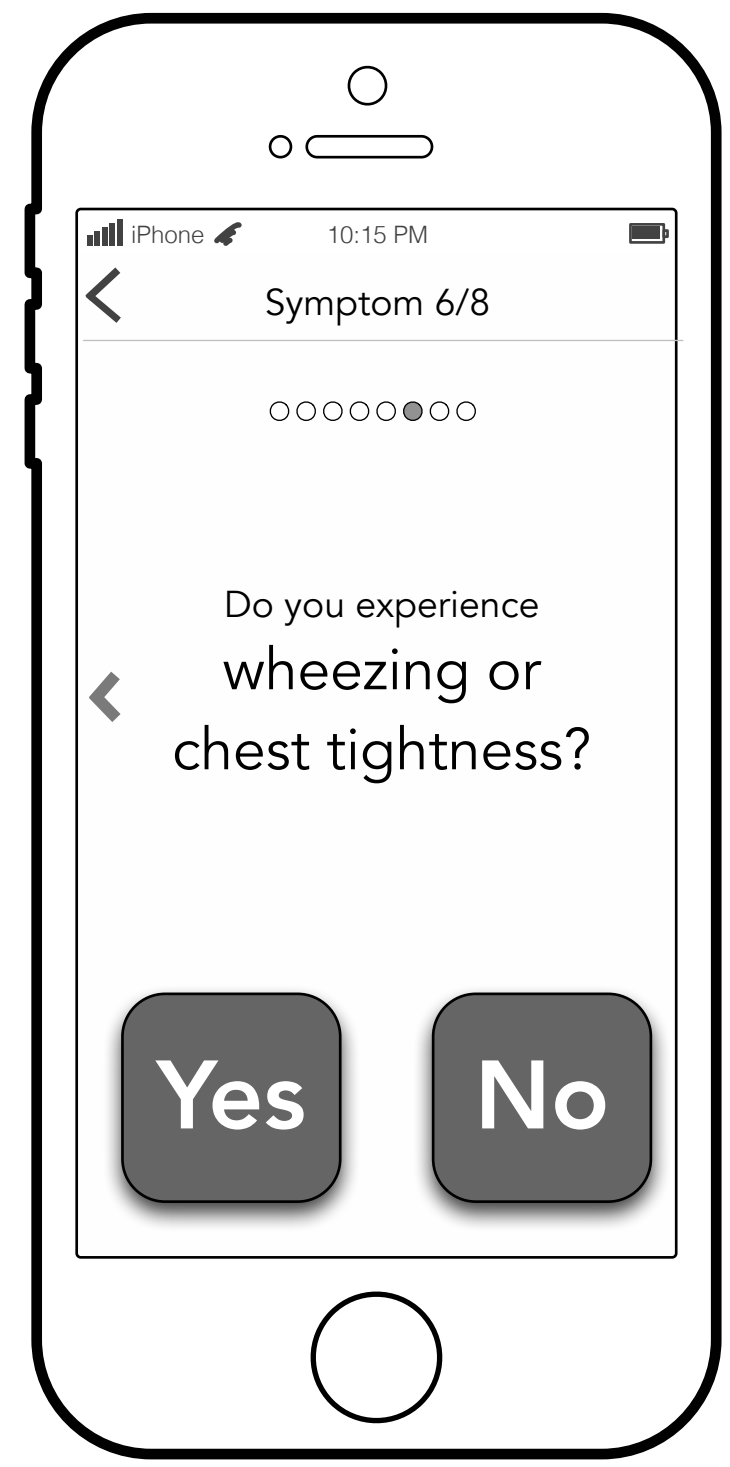 iPhone 10:15 PM
Symptom 6/8
Do you experience
wheezing or
chest tightness?
Yes No